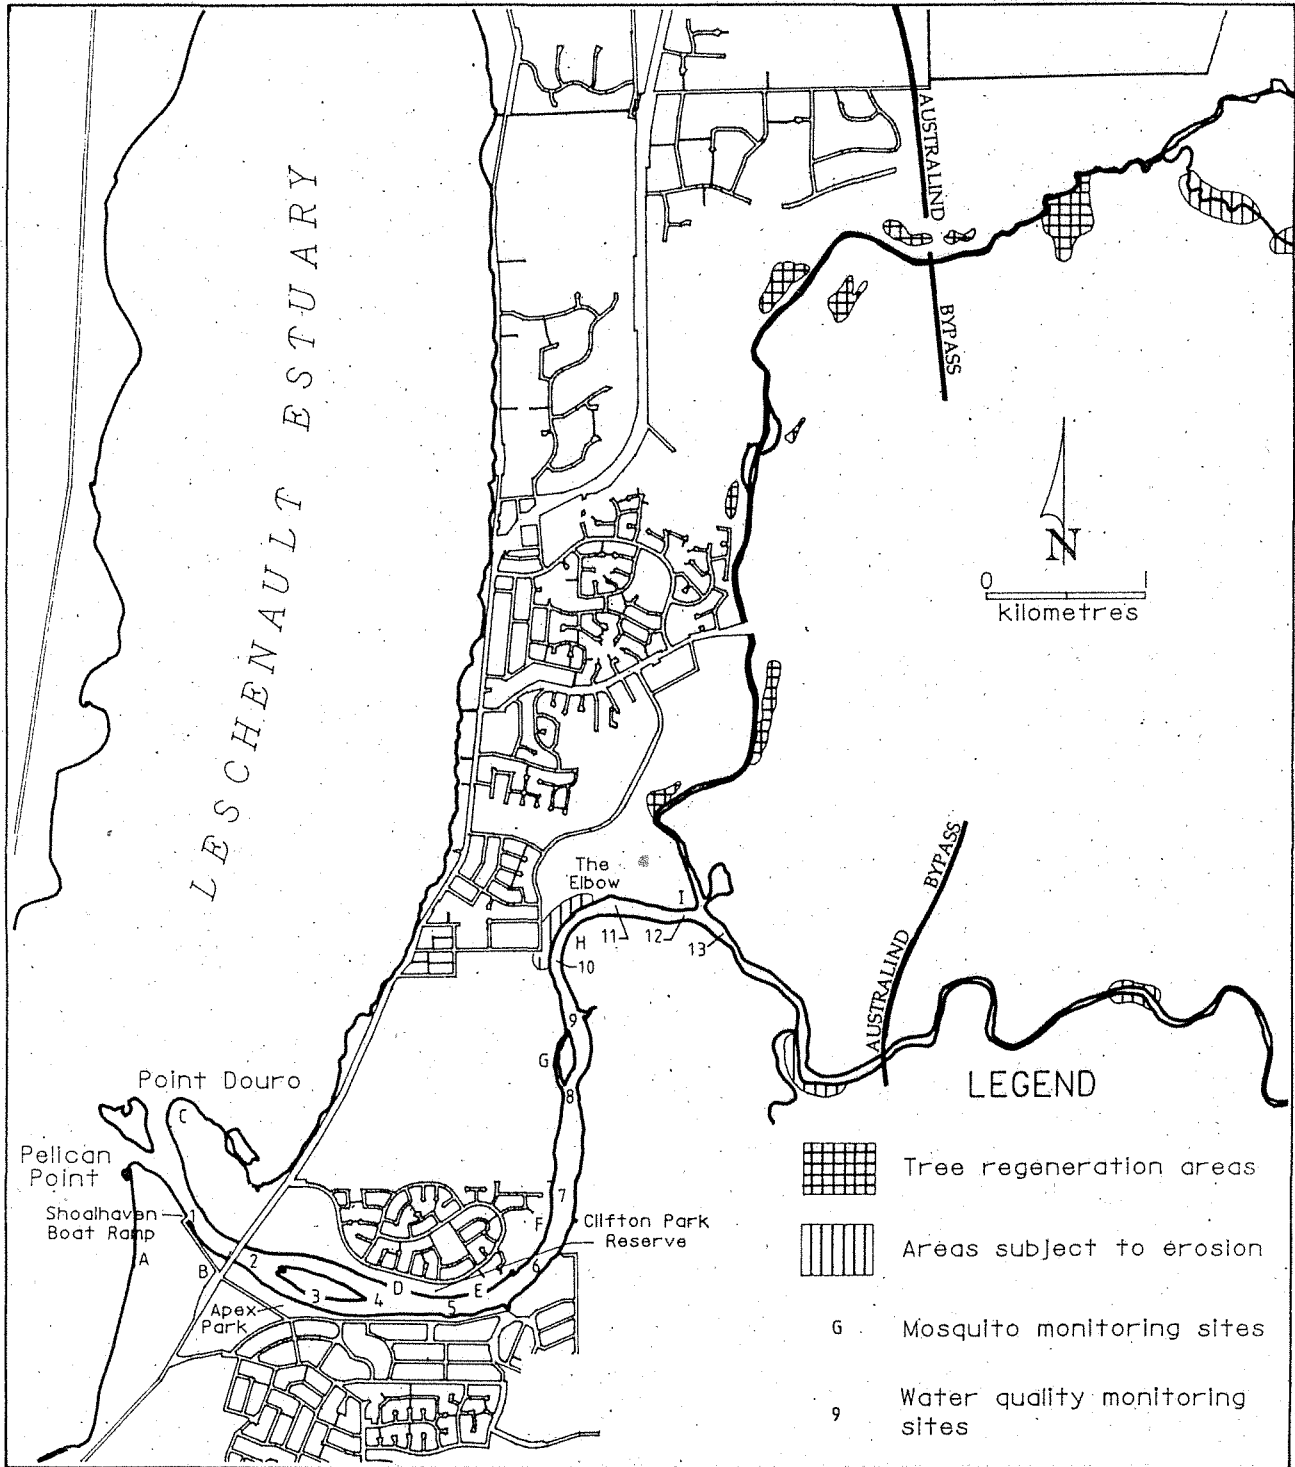 AUSTRALIND
BYPASS
LESCHENAULT ESTUARY
N
0 1
kilometres
The
Elbow
I
BYPASS
AUSTRALIND
H
11
12
13
10
9
G
8
Point Douro
C
Pelican
Point
Shoalhaven
Boat Ramp
1
A
B
2
3
4
D
5
E
6
F
7
Clifton Park
Reserve
Apex
Park
LEGEND
Tree regeneration areas
Areas subject to erosion
G Mosquito monitoring sites
9 Water quality monitoring
sites